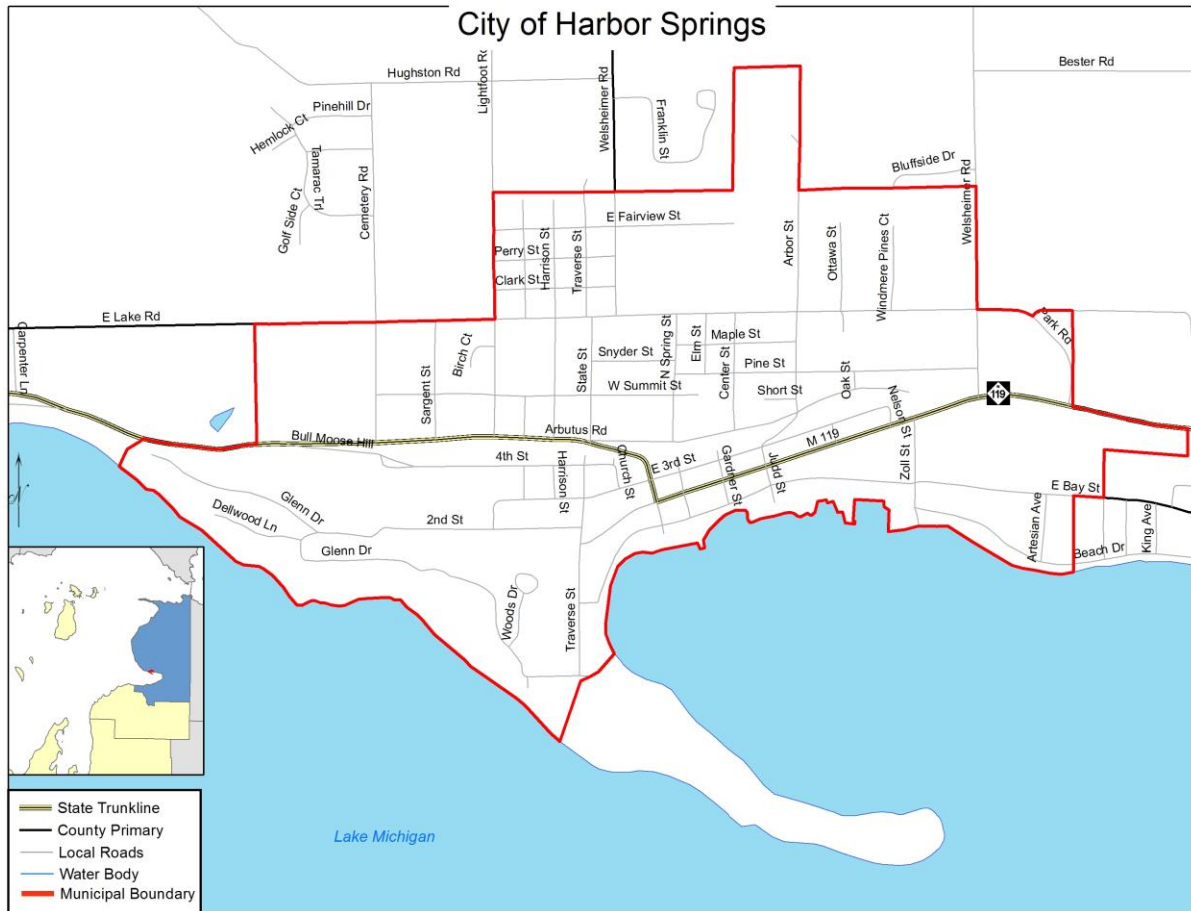 City of Harbor Springs
Hughston Rd
Lightfoot Rd
Welsheimer Rd
Bester Rd
Pinehill Dr
Hemlock Ct
Franklin St
Tamarac Trl
Bluffside Dr
Golf Side Ct
Cemetery Rd
Welsheimer Rd
E Fairview St
Perry St
Harrison St
Traverse St
Arbor St
Ottawa St
Windmere Pines Ct
Clark St
E Lake Rd
Carpenter Ln
Park Rd
Birch Ct
State St
N Spring St
Elm St
Maple St
Snyder St
Center St
Pine St
Sargent St
W Summit St
Short St
Oak St
119
Nelson St
Bull Moose Hill
Arbutus Rd
M 119
4th St
Church St
E 3rd St
Gardner St
Judd St
Zoll St
Harrison St
E Bay St
Glenn Dr
Dellwood Ln
2nd St
Artesian Ave
King Ave
Glenn Dr
Beach Dr
Woods Dr
Traverse St
State Trunkline
County Primary
Local Roads
Water Body
Municipal Boundary
Lake Michigan